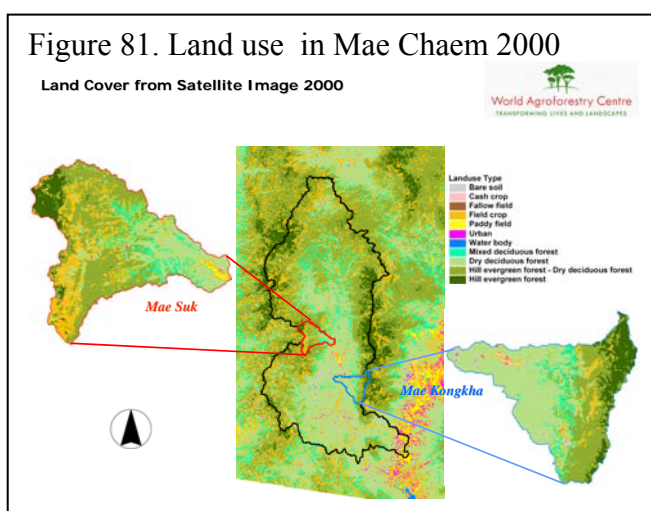 Figure 81. Land use in Mae Chaem 2000
Land Cover from Satellite Image 2000
World Agroforestry Centre
TRANSFORMING LIVES AND LANDSCAPES
Landuse Type
Bare soil
Cash crop
Fallow field
Field crop
Paddy field
Urban
Water body
Mixed deciduous forest
Dry deciduous forest
Hill evergreen forest - Dry deciduous forest
Hill evergreen forest
Mae Suk
Mae Kongkha